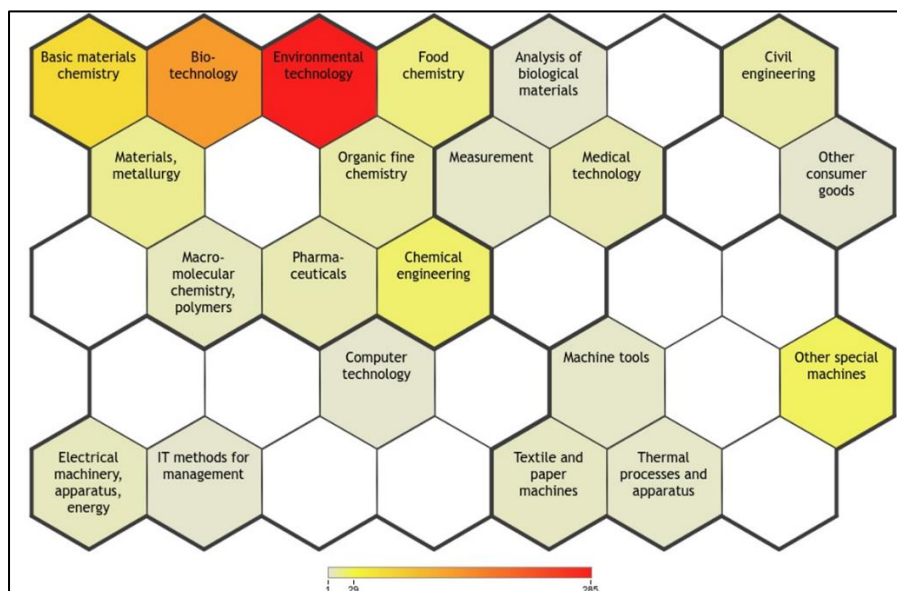 Basic materials
chemistry
Bio-
technology
Environmental
technology
Food
chemistry
Analysis of
biological
materials
Civil
engineering
Materials,
metallurgy
Organic fine
chemistry
Measurement
Medical
technology
Other
consumer
goods
Macro-
molecular
chemistry,
polymers
Pharma-
ceuticals
Chemical
engineering
Computer
technology
Machine tools
Other special
machines
Electrical
machinery,
apparatus,
energy
IT methods for
management
Textile and
paper
machines
Thermal
processes and
apparatus
1 29 285